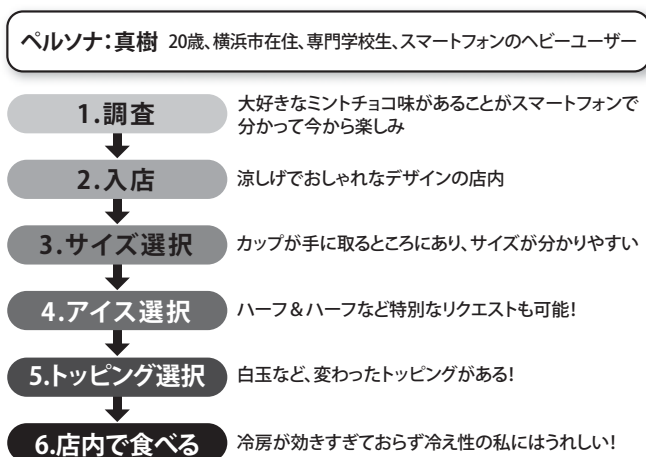 ペルソナ：真樹 20歳、横浜市在住、専門学校生、スマートフォンのヘビーユーザー
1.調査
大好きなミントチョコ味があることがスマートフォンで
分かって今から楽しみ
2.入店
涼しげでおしゃれなデザインの店内
3.サイズ選択
カップが手に取るところにあり、サイズが分かりやすい
4.アイス選択
ハーフ＆ハーフなど特別なリクエストも可能！
5.トッピング選択
白玉など、変わったトッピングがある！
6.店内で食べる
冷房が効きすぎておらず冷え性の私にはうれしい！